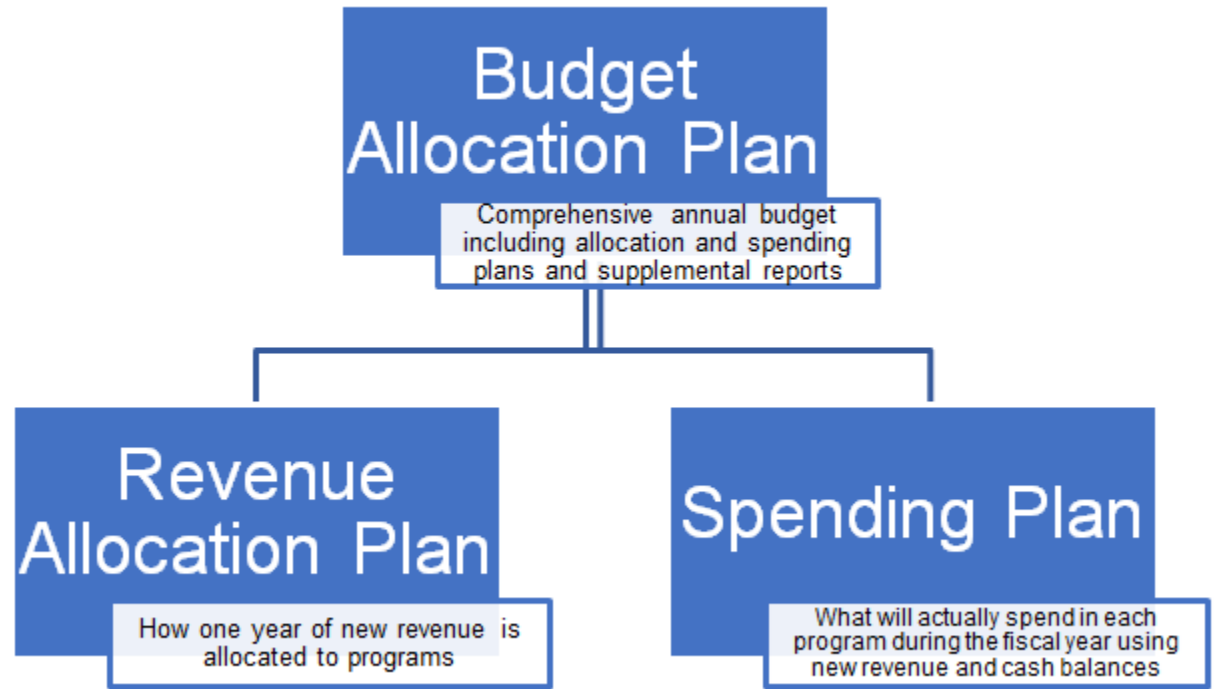 Budget
Allocation Plan
Comprehensive annual budget
including allocation and spending
plans and supplemental reports
Revenue
Allocation Plan
How one year of new revenue is
allocated to programs
Spending Plan
What will actually spend in each
program during the fiscal year using
new revenue and cash balances